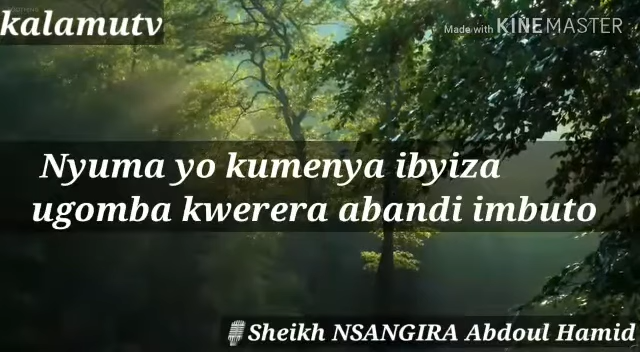 kalamutv
Made with KINEMASTER
Nyuma yo kumenya ibyiza
ugomba kwerera abandi imbuto
Sheikh NSANGIRA Abdoul Hamid